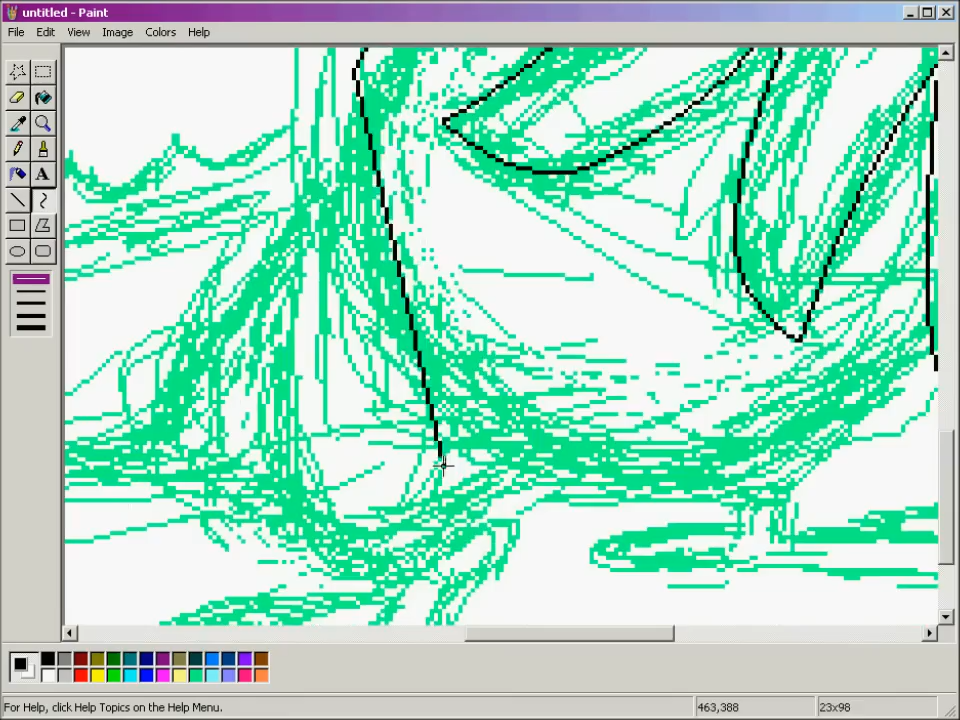 untitled - Paint
File Edit View Image Colors Help
A
For Help, click Help Topics on the Help Menu.
463,388
23x98